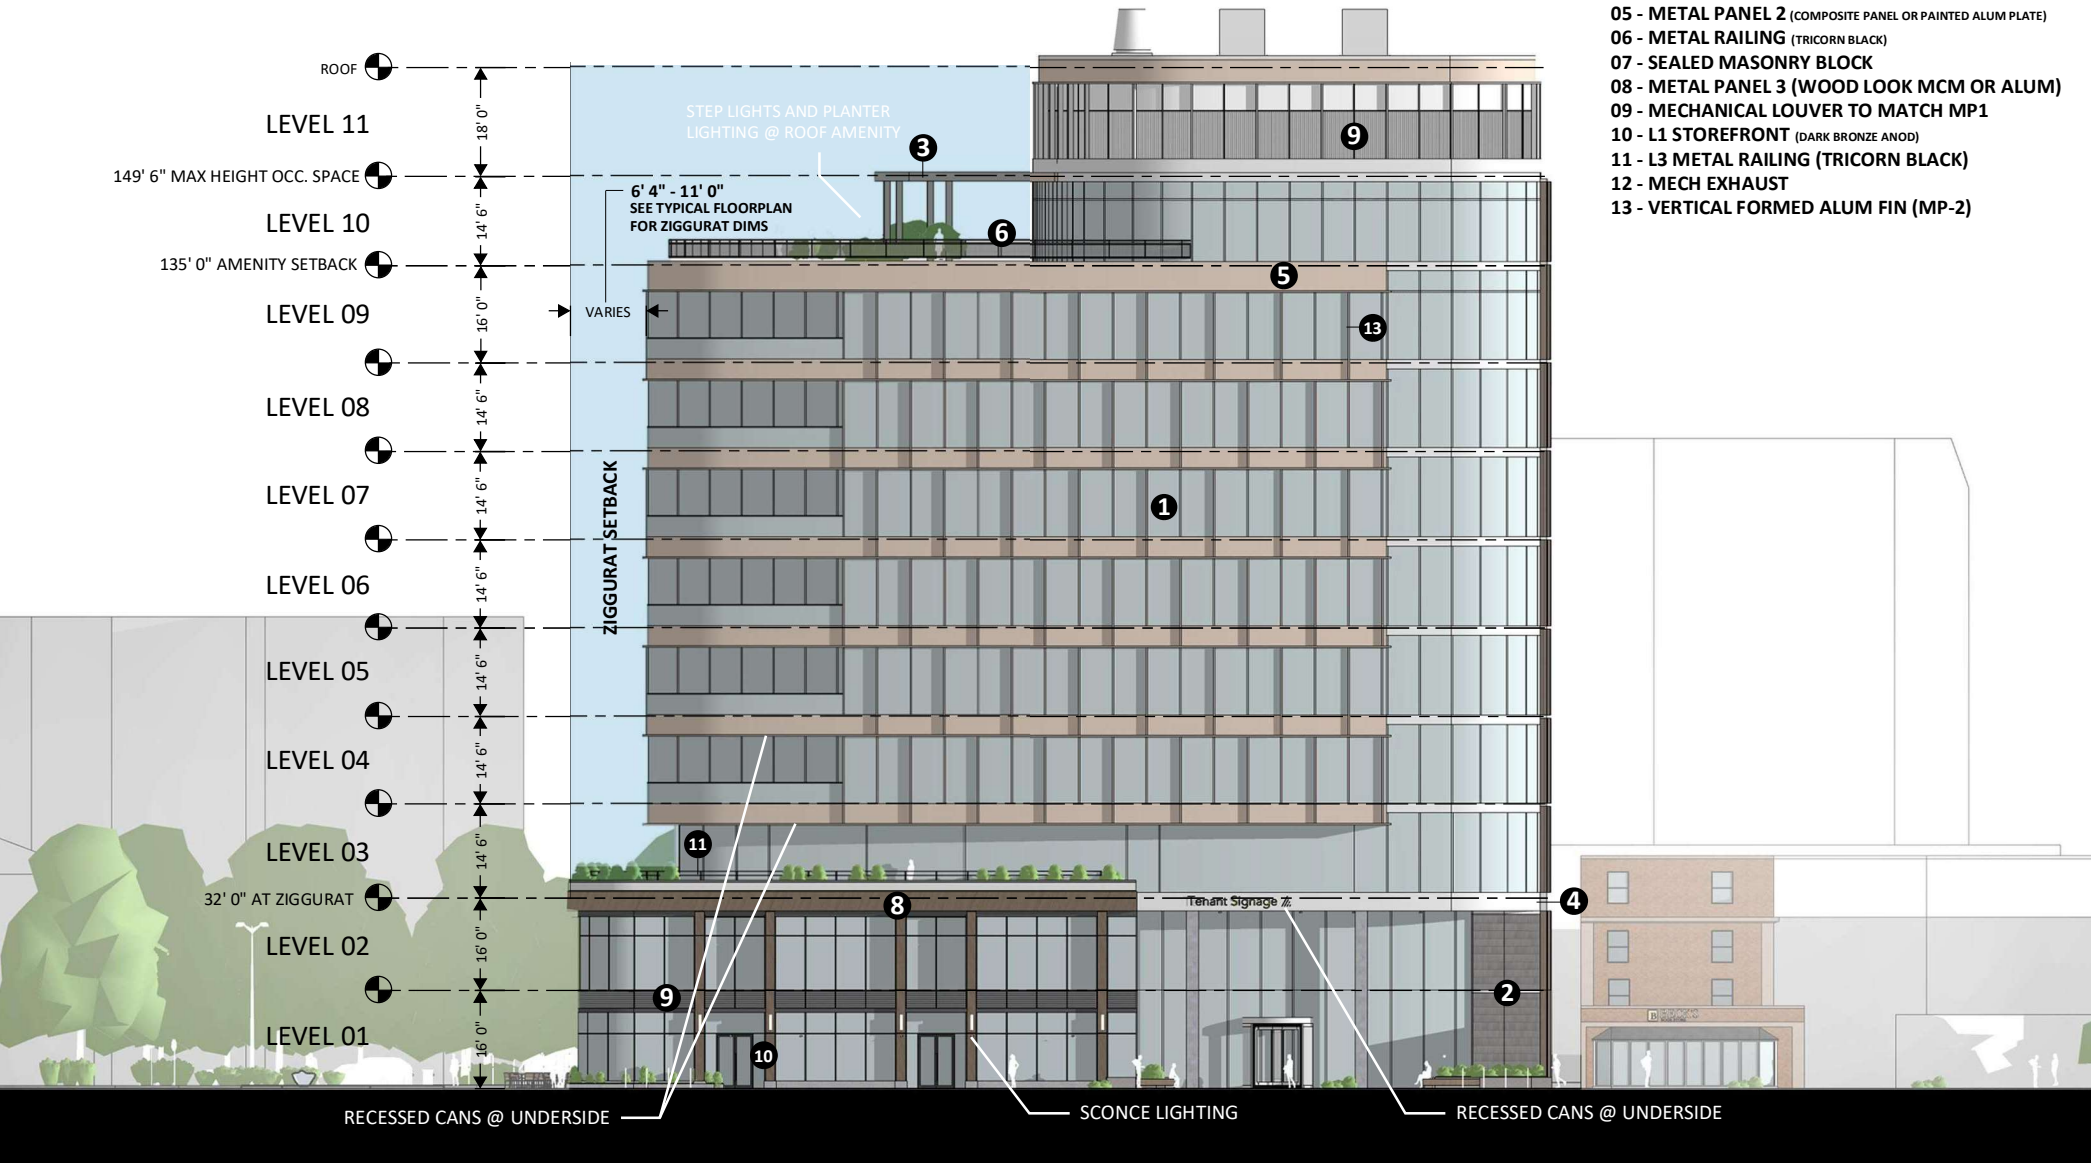 05 - METAL PANEL 2 (COMPOSITE PANEL OR PAINTED ALUM PLATE)
06 - METAL RAILING (TRICORN BLACK)
07 - SEALED MASONRY BLOCK
08 - METAL PANEL 3 (WOOD LOOK MCM OR ALUM)
09 - MECHANICAL LOUVER TO MATCH MP1
10 - L1 STOREFRONT (DARK BRONZE ANOD)
11 - L3 METAL RAILING (TRICORN BLACK)
12 - MECH EXHAUST
13 - VERTICAL FORMED ALUM FIN (MP-2)
ROOF
LEVEL 11
18' 0"
149' 6" MAX HEIGHT OCC. SPACE
LEVEL 10
14' 6"
135' 0" AMENITY SETBACK
LEVEL 09
16' 0"
LEVEL 08
14' 6"
LEVEL 07
14' 6"
LEVEL 06
14' 6"
LEVEL 05
14' 6"
LEVEL 04
14' 6"
LEVEL 03
14' 6"
32' 0" AT ZIGGURAT
LEVEL 02
16' 0"
LEVEL 01
16' 0"
STEP LIGHTS AND PLANTER
LIGHTING @ ROOF AMENITY
6' 4" - 11' 0"
SEE TYPICAL FLOORPLAN
FOR ZIGGURAT DIMS
VARIES
ZIGGURAT SETBACK
9
3
6
5
13
1
11
8
Tenant Signage
4
9
2
10
RECESSED CANS @ UNDERSIDE
SCONCE LIGHTING
RECESSED CANS @ UNDERSIDE